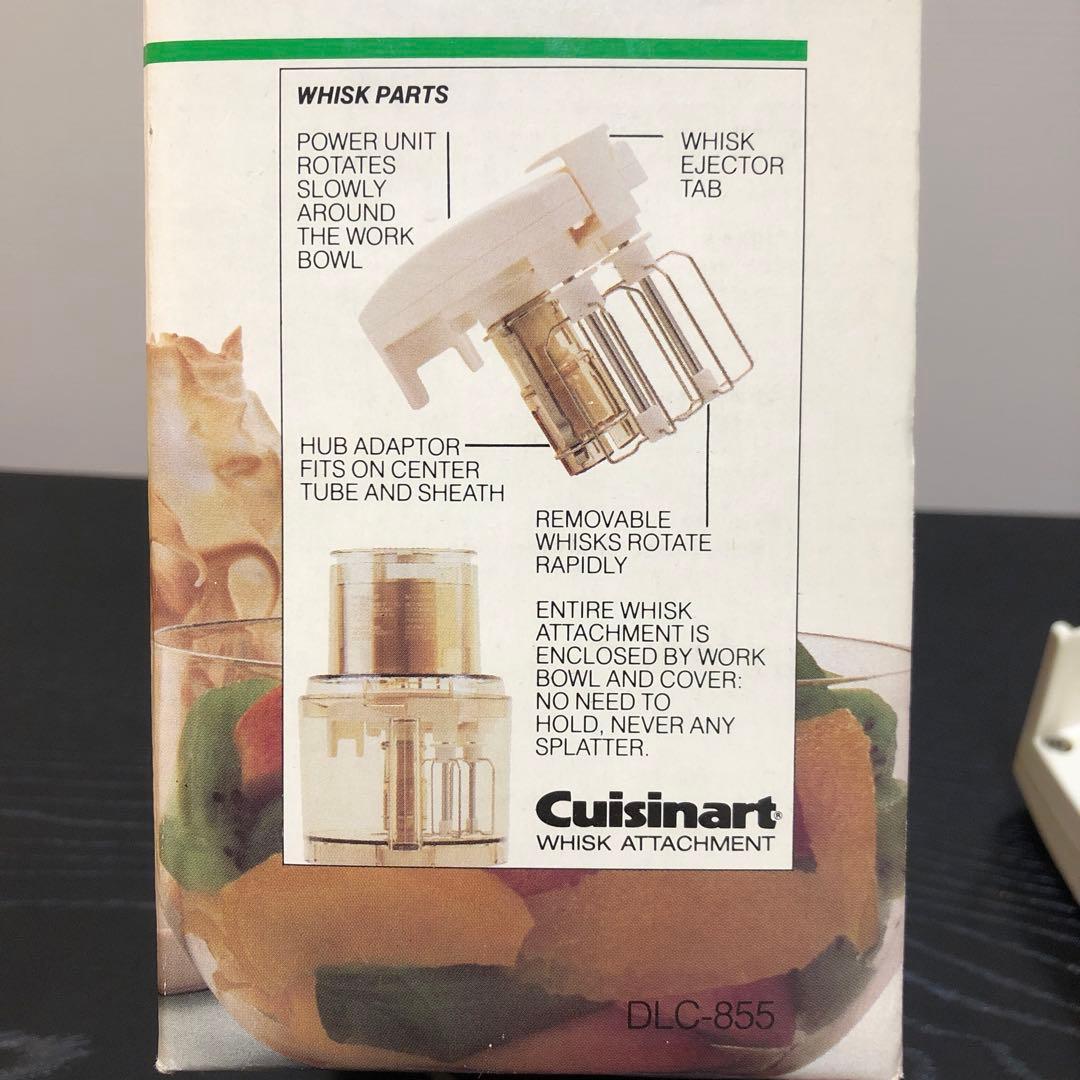 WHISK PARTS
POWER UNIT
ROTATES
SLOWLY
AROUND
THE WORK
BOWL
WHISK
EJECTOR
TAB
HUB ADAPTOR
FITS ON CENTER
TUBE AND SHEATH
REMOVABLE
WHISKS ROTATE
RAPIDLY
ENTIRE WHISK
ATTACHMENT IS
ENCLOSED BY WORK
BOWL AND COVER:
NO NEED TO
HOLD, NEVER ANY
SPLATTER.
Cuisinart®
WHISK ATTACHMENT
DLC-855